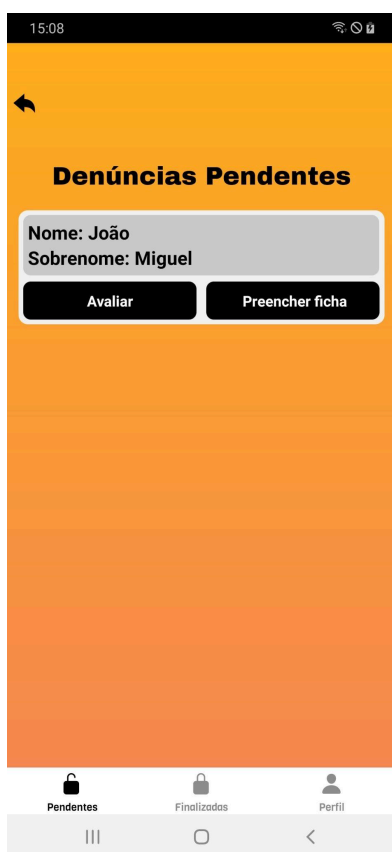 15:08
Denúncias Pendentes
Nome: João
Sobrenome: Miguel
Avaliar
Preencher ficha
Pendentes
Finalizadas
Perfil